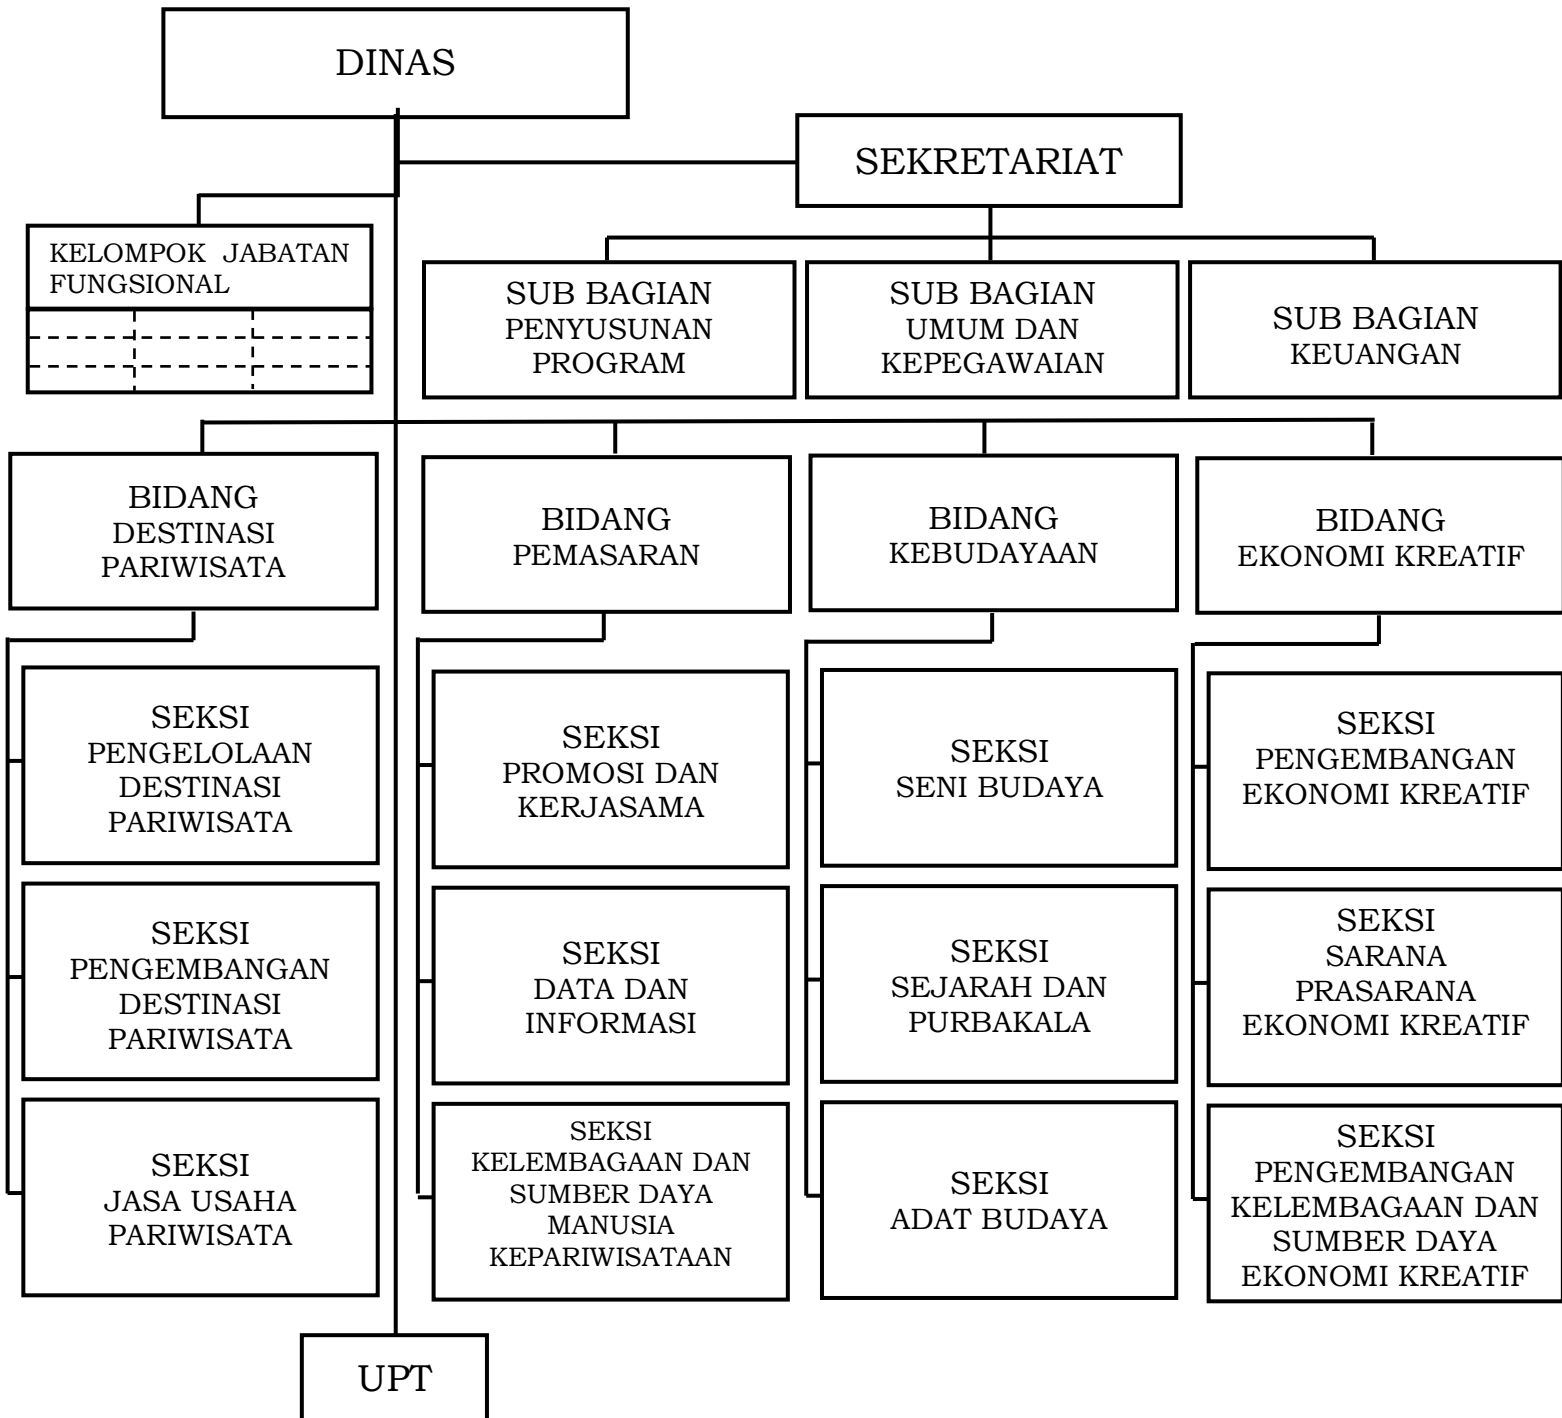 DINAS
SEKRETARIAT
KELOMPOK JABATAN
FUNGSIONAL
SUB BAGIAN
PENYUSUNAN
PROGRAM
SUB BAGIAN
UMUM DAN
KEPEGAWAIAN
SUB BAGIAN
KEUANGAN
BIDANG
DESTINASI
PARIWISATA
BIDANG
PEMASARAN
BIDANG
KEBUDAYAAN
BIDANG
EKONOMI KREATIF
SEKSI
PENGELOLAAN
DESTINASI
PARIWISATA
SEKSI
PROMOSI DAN
KERJASAMA
SEKSI
SENI BUDAYA
SEKSI
PENGEMBANGAN
EKONOMI KREATIF
SEKSI
PENGEMBANGAN
DESTINASI
PARIWISATA
SEKSI
DATA DAN
INFORMASI
SEKSI
SEJARAH DAN
PURBAKALA
SEKSI
SARANA
PRASARANA
EKONOMI KREATIF
SEKSI
JASA USAHA
PARIWISATA
SEKSI
KELEMBAGAAN DAN
SUMBER DAYA
MANUSIA
KEPARIWISATAAN
SEKSI
ADAT BUDAYA
SEKSI
PENGEMBANGAN
KELEMBAGAAN DAN
SUMBER DAYA
EKONOMI KREATIF
UPT